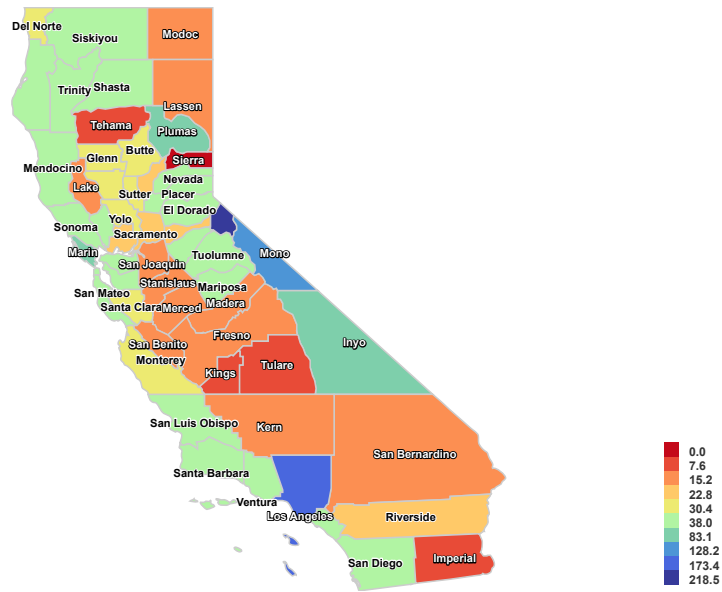 Del Norte
Siskiyou
Modoc
Trinity
Shasta
Lassen
Tehama
Plumas
Butte
Glenn
Sierra
Mendocino
Nevada
Lake
Sutter
Placer
El Dorado
Yolo
Sonoma
Sacramento
Marin
Mono
Tuolumne
San Joaquin
Stanislaus
Mariposa
San Mateo
Santa Clara
Merced
Madera
Fresno
San Benito
Inyo
Monterey
Tulare
Kings
San Luis Obispo
Kern
San Bernardino
Santa Barbara
Ventura
Los Angeles
Riverside
San Diego
Imperial
0.0
7.6
15.2
22.8
30.4
38.0
83.1
128.2
173.4
218.5